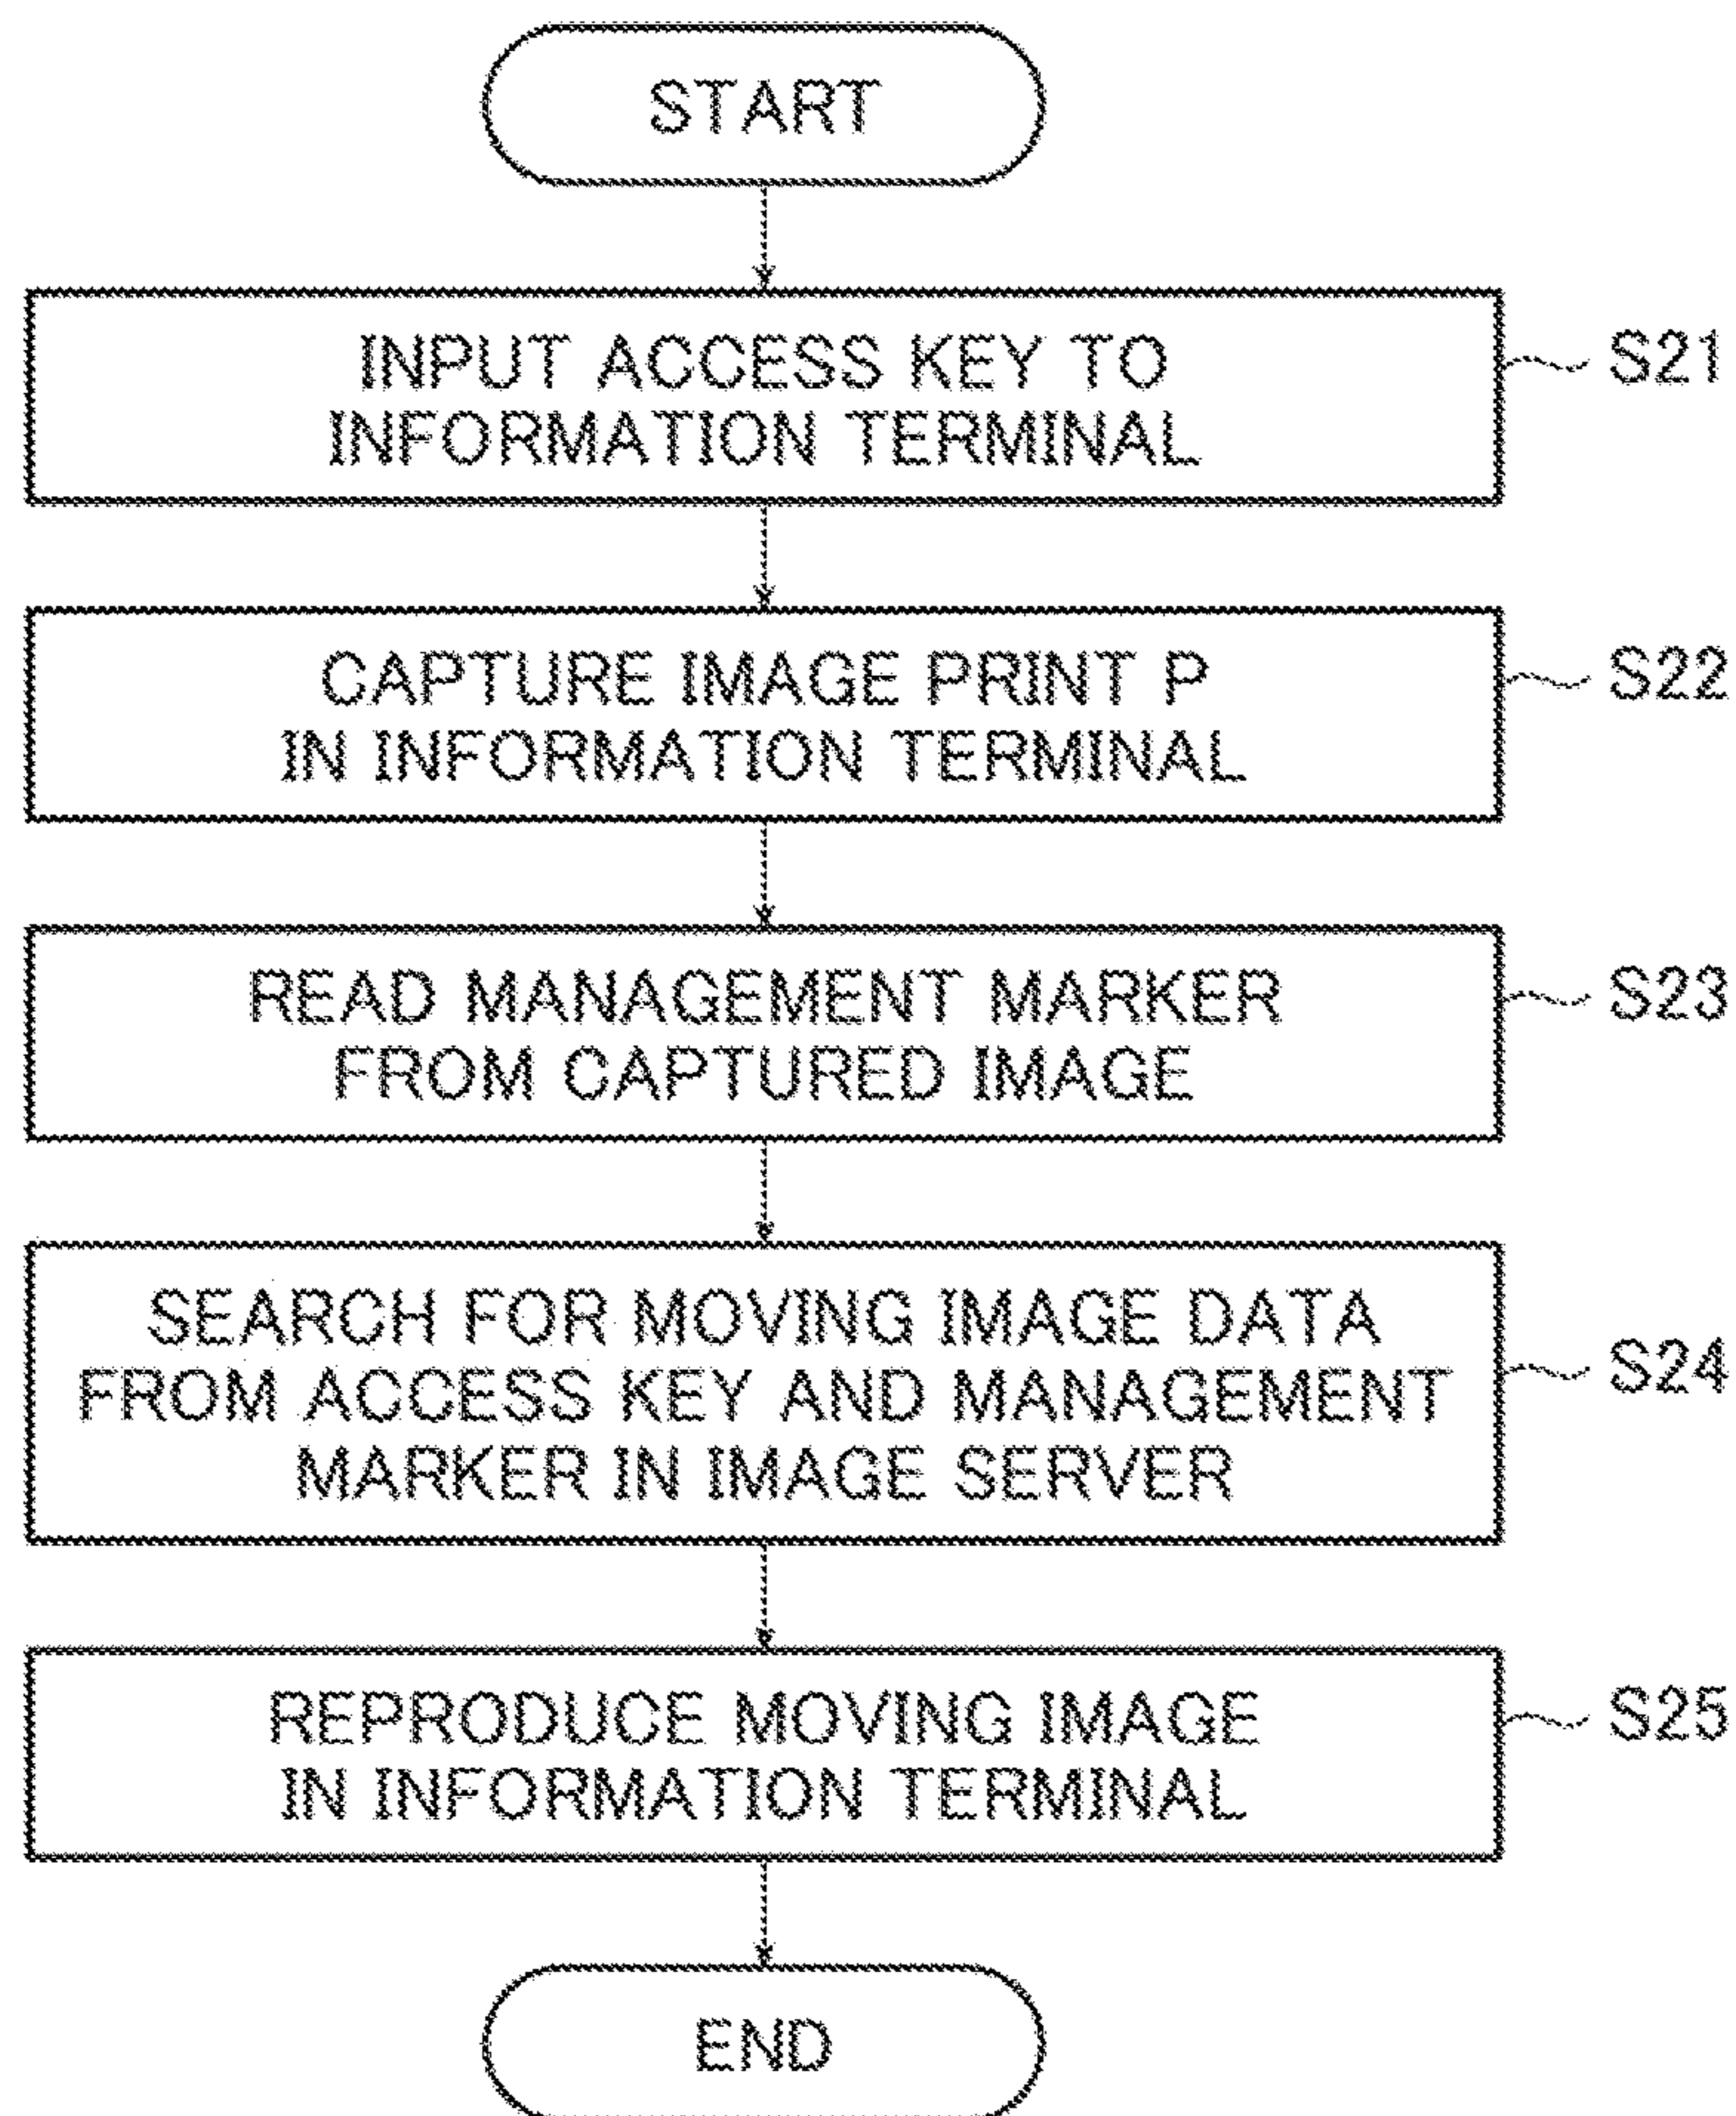 START
INPUT ACCESS KEY TO
INFORMATION TERMINAL
S21
CAPTURE IMAGE PRINT P
IN INFORMATION TERMINAL
S22
READ MANAGEMENT MARKER
FROM CAPTURED IMAGE
S23
SEARCH FOR MOVING IMAGE DATA
FROM ACCESS KEY AND MANAGEMENT
MARKER IN IMAGE SERVER
S24
REPRODUCE MOVING IMAGE
IN INFORMATION TERMINAL
S25
END